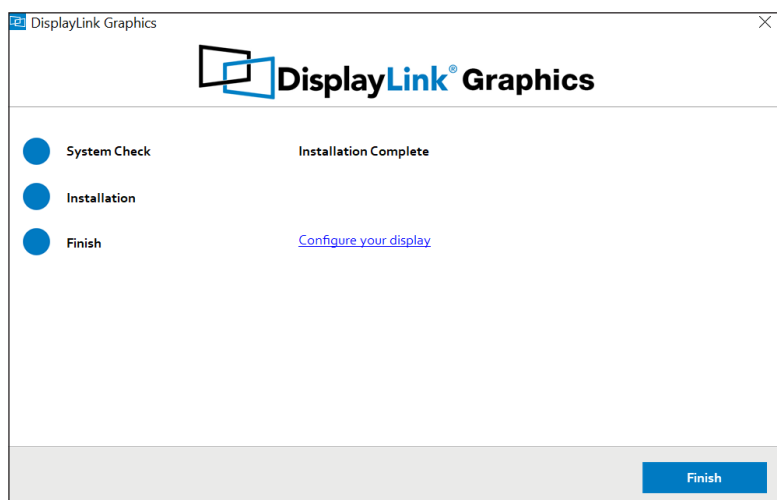 DisplayLink Graphics
DisplayLink® Graphics
System Check
Installation Complete
Installation
Finish
Configure your display
Finish